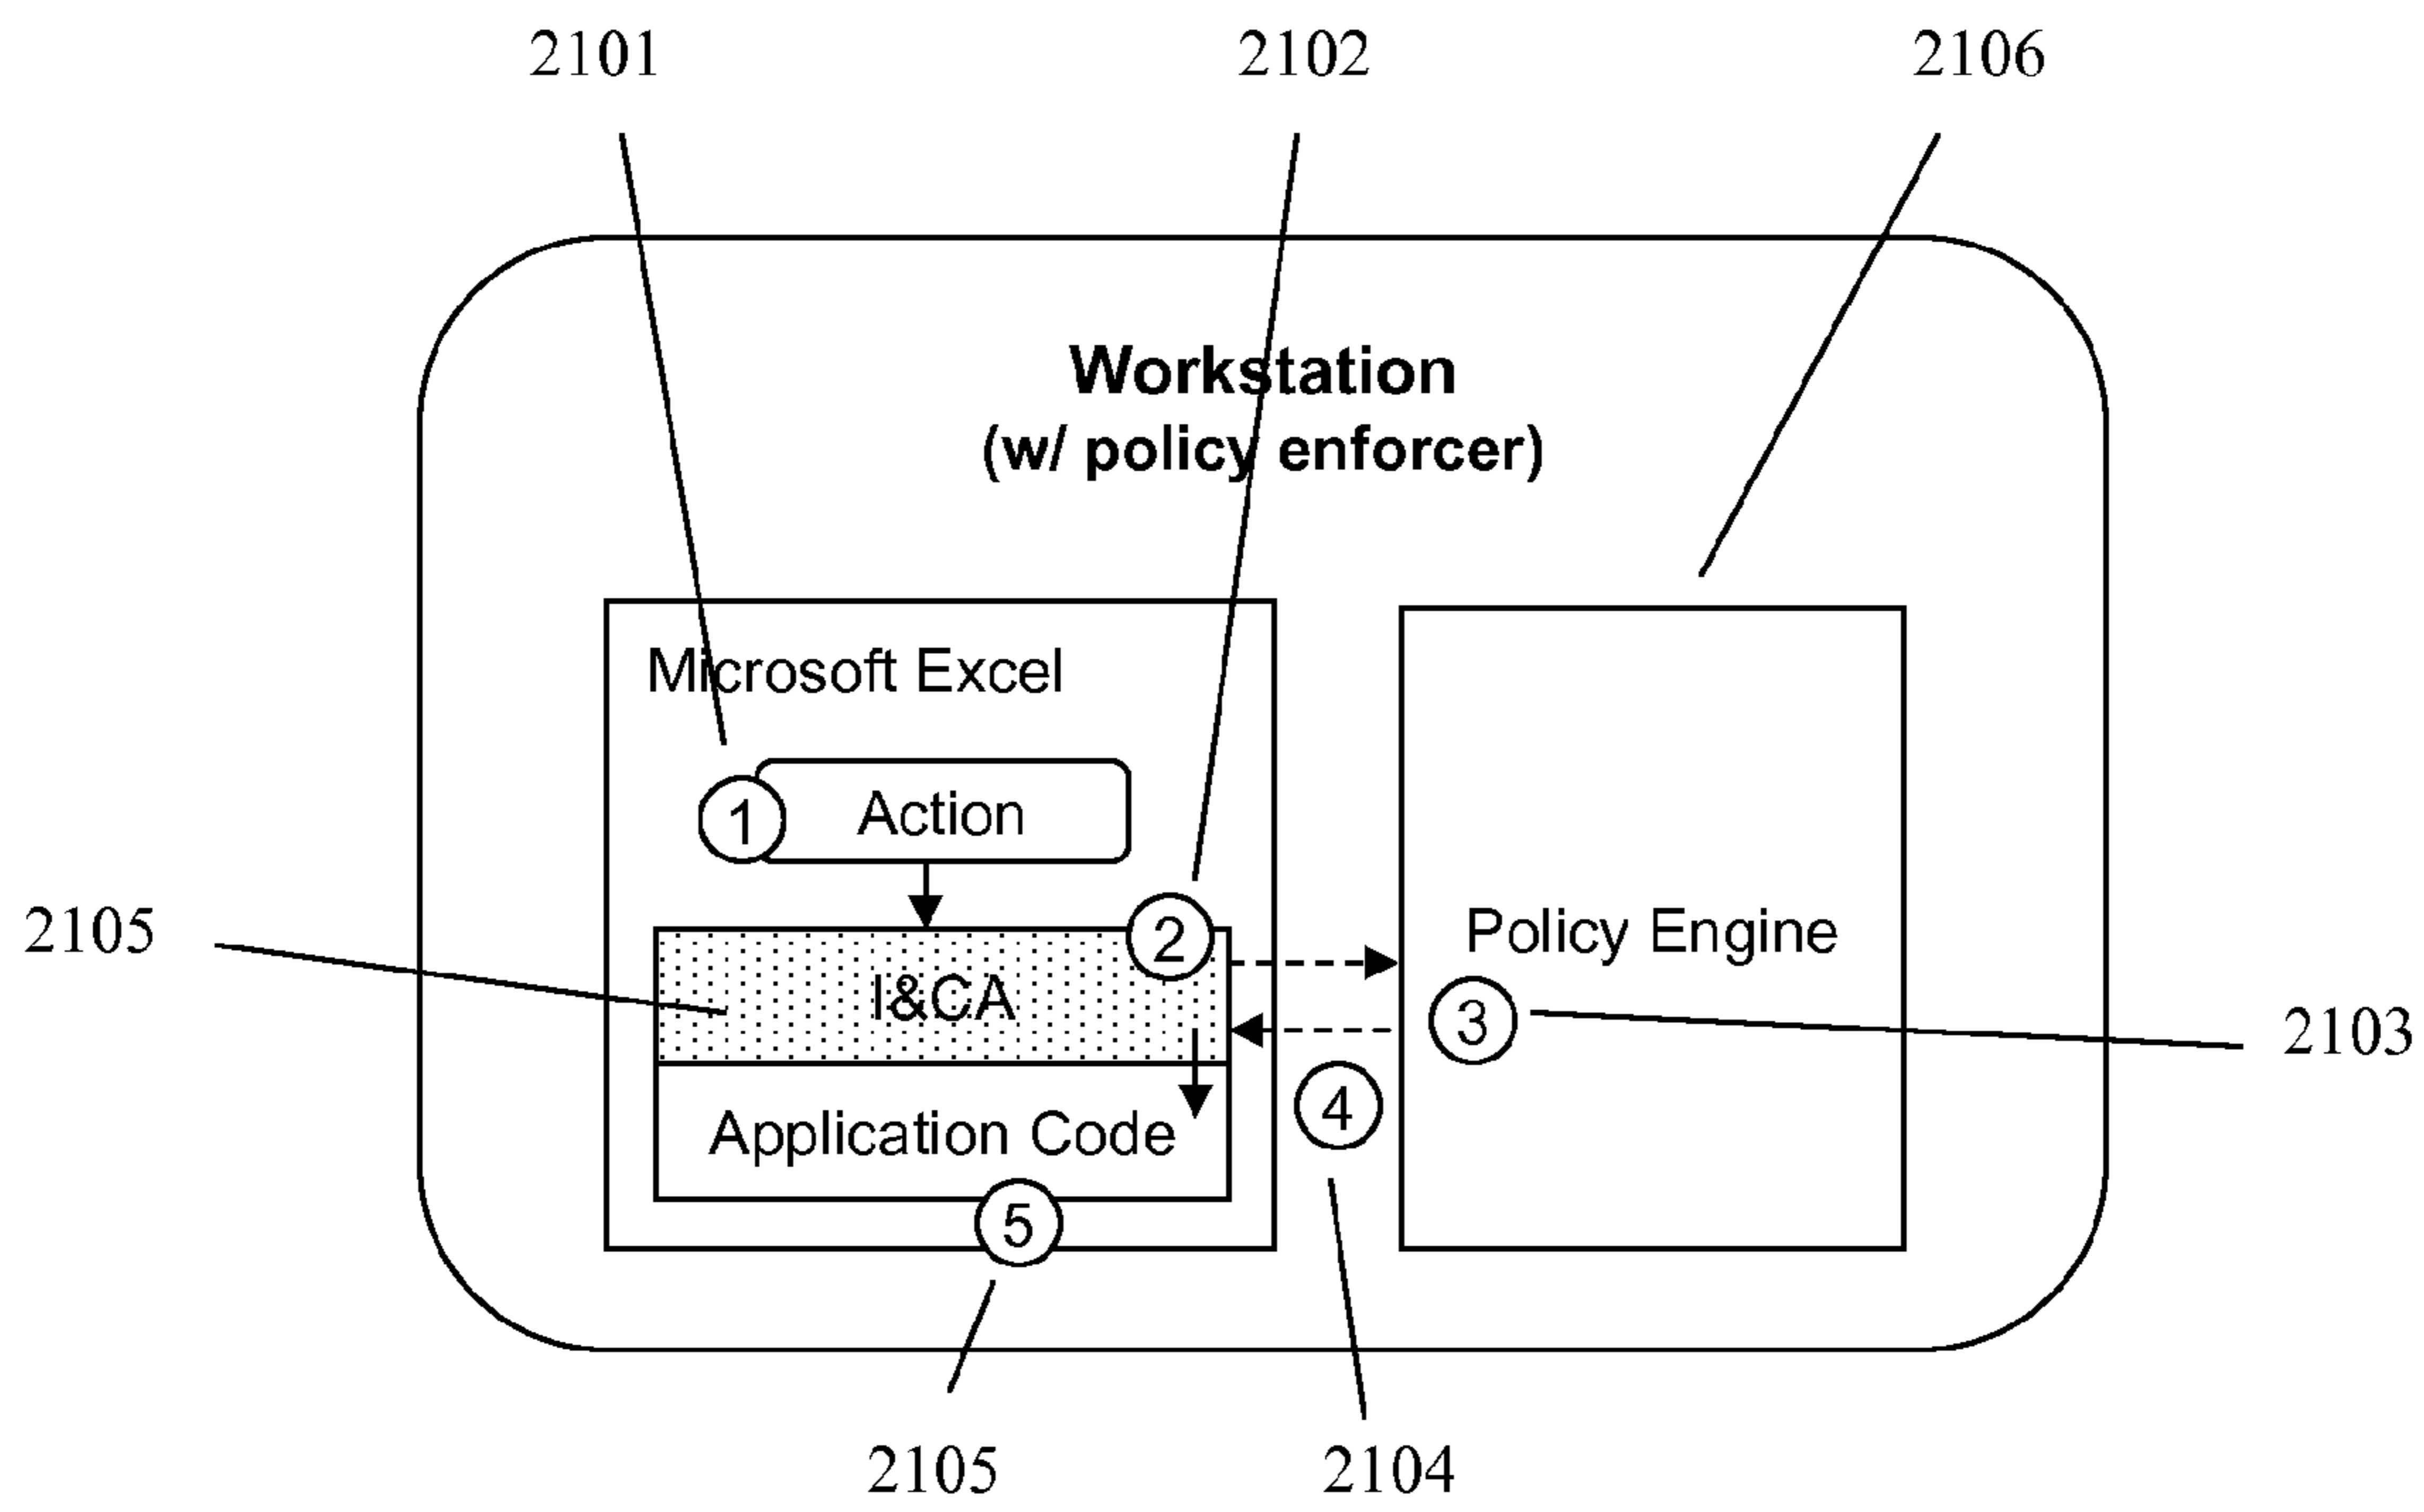 2101
2102
2106
Workstation
(w/ policy enforcer)
Microsoft Excel
1
Action
2105
2
I&CA
Policy Engine
3
2103
4
Application Code
5
2105
2104